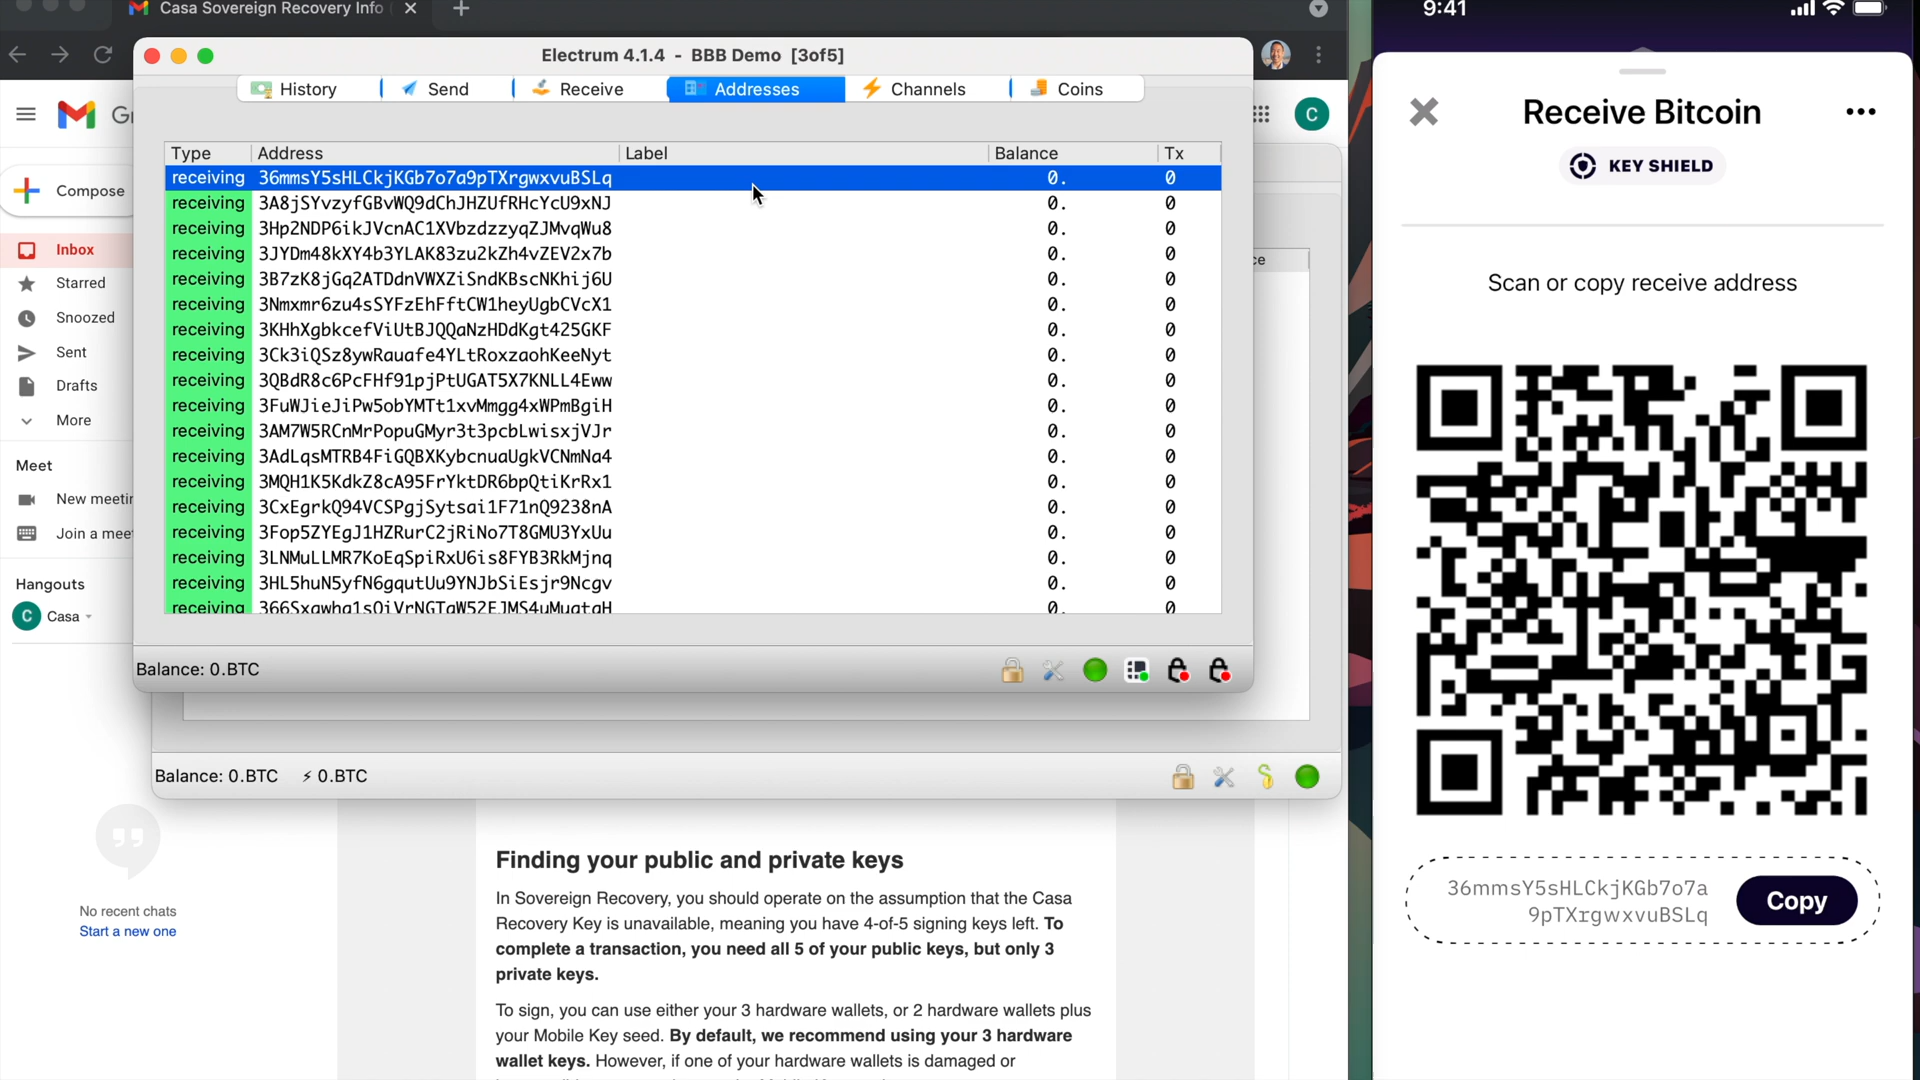 Casa Sovereign Recovery Info
Electrum 4.1.4 - BBB Demo [3of5]
History
Send
Receive
Addresses
Channels
Coins
Type Address Label Balance Tx
receiving 36mmsY5sHLCkjKGb7o7a9pTXrgwxvuBSLq 0. 0
receiving 3A8jSYvzyfGBvWQ9dChJHZUfRHcYcU9xNJ 0. 0
receiving 3Hp2NDP6ikJVcnAC1XVbzdzzyqZJMvqWu8 0. 0
receiving 3JYDm48kXY4b3YLAK83zu2kZh4vZEV2x7b 0. 0
receiving 3B7zK8jGq2ATDdnVWXZiSndKBscNKhij6U 0. 0
receiving 3Nmxmr6zu4sSYFzEhFftCW1heyUgbCVcX1 0. 0
receiving 3KHhXgbkcefViUtBJQQaNzHDdKgt425GKF 0. 0
receiving 3Ck3iQSz8ywRauafe4YLtRoxzaohKeeNyt 0. 0
receiving 3QBdR8c6PcFHf91pjPtUGAT5X7KNLL4Eww 0. 0
receiving 3FuWJieJiPw5obYMTt1xvMmgg4xWPmBgiH 0. 0
receiving 3AM7W5RCnMrPopuGMyr3t3pcbLwisxjVJr 0. 0
receiving 3AdLqsMTRB4FiGQBXKybcnuaUgkVCNmNa4 0. 0
receiving 3MQH1K5KdkZ8cA95FrYktDR6bpQtiKrRx1 0. 0
receiving 3CxEgrkQ94VCSPgjSytsai1F71nQ9238nA 0. 0
receiving 3Fop5ZYEgJ1HZRurC2jRiNo7T8GMU3YxUu 0. 0
receiving 3LNMuLLMR7KoEqSpiRxU6is8FYB3RkMjnq 0. 0
receiving 3HL5huN5yfN6gqutUu9YNJbSiEsjr9Ncgv 0. 0
receiving 0. 0
Balance: 0.BTC
Balance: 0.BTC ⚡ 0.BTC
Compose
Inbox
Starred
Snoozed
Sent
Drafts
More
Meet
New meetin
Join a mee
Hangouts
C Casa
No recent chats
Start a new one
C
Finding your public and private keys
In Sovereign Recovery, you should operate on the assumption that the Casa
Recovery Key is unavailable, meaning you have 4-of-5 signing keys left. To
complete a transaction, you need all 5 of your public keys, but only 3
private keys.
To sign, you can use either your 3 hardware wallets, or 2 hardware wallets plus
your Mobile Key seed. By default, we recommend using your 3 hardware
wallet keys. However, if one of your hardware wallets is damaged or
9:41
Receive Bitcoin
KEY SHIELD
Scan or copy receive address
36mmsY5sHLCkjKGb7o7a
9pTXrgwxvuBSLq
Copy